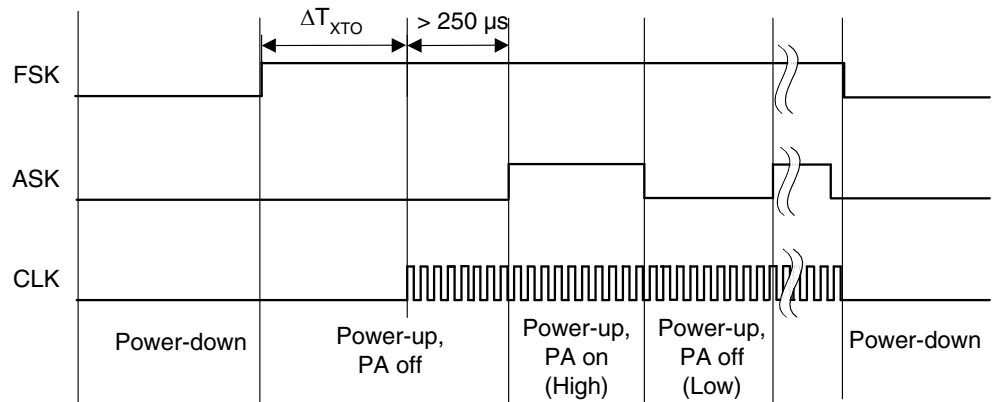 ΔT_XTO
> 250 µs
FSK
ASK
CLK
Power-down
Power-up,
PA off
Power-up,
PA on
(High)
Power-up,
PA off
(Low)
Power-down